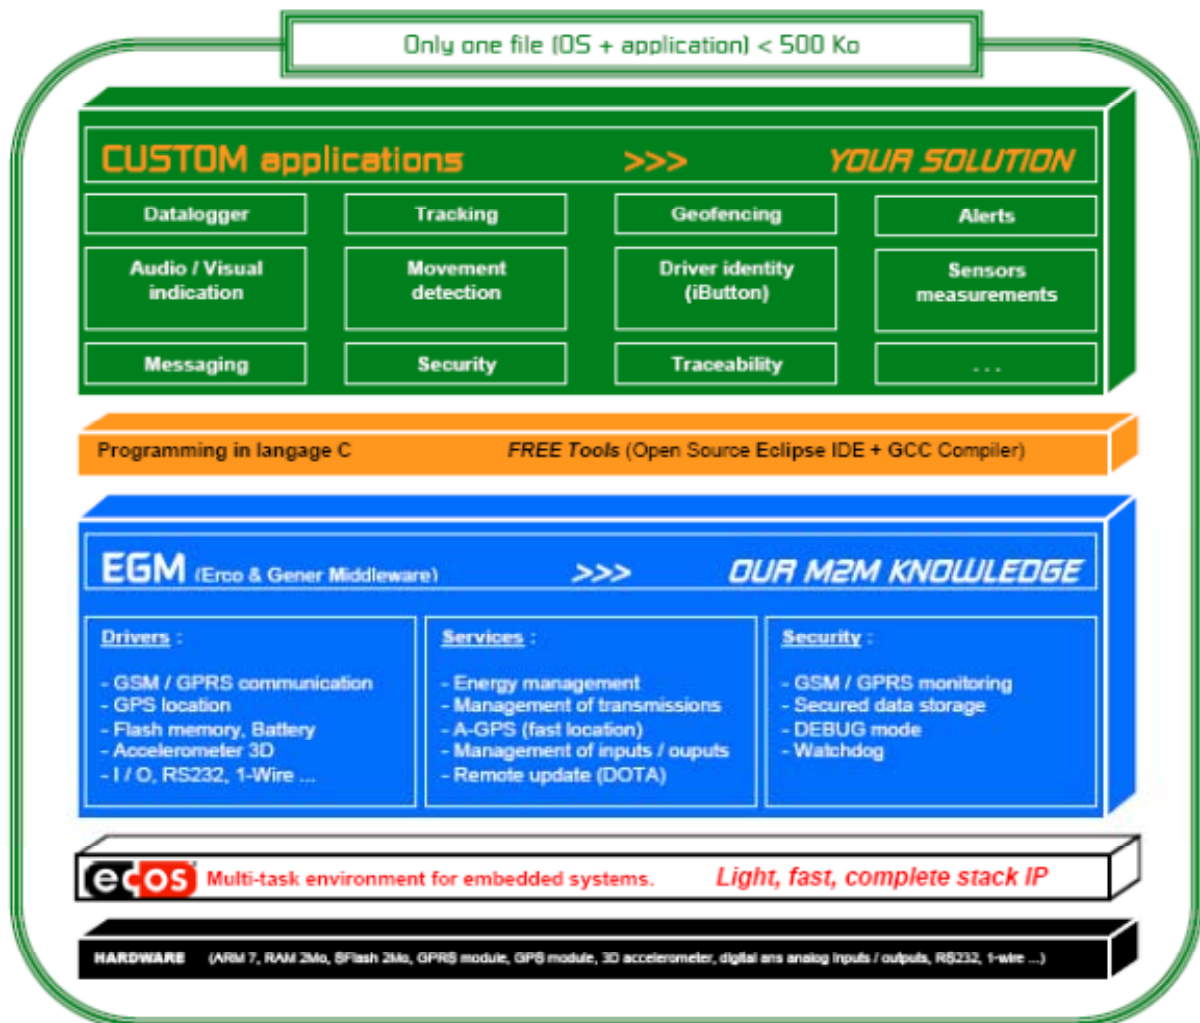 Only one file (OS + application) < 500 Ko
CUSTOM applications >>> YOUR SOLUTION
Datalogger Tracking Geofencing Alerts
Audio / Visual indication
Movement detection
Driver identity (iButton)
Sensors measurements
Messaging Security Traceability . . .
Programming in langage C FREE Tools (Open Source Eclipse IDE + GCC Compiler)
EGM (Erco & Gener Middleware) >>> OUR M2M KNOWLEDGE
Drivers :
- GSM / GPRS communication
- GPS location
- Flash memory, Battery
- Accelerometer 3D
- I / O, RS232, 1-Wire ...
Services :
- Energy management
- Management of transmissions
- A-GPS (fast location)
- Management of inputs / ouputs
- Remote update (DOTA)
Security :
- GSM / GPRS monitoring
- Secured data storage
- DEBUG mode
- Watchdog
ecos Multi-task environment for embedded systems. Light, fast, complete stack IP
HARDWARE (ARM 7, RAM 2Mo, SFlash 2Mo, GPRS module, GPS module, 3D accelerometer, digital ans analog inputs / outputs, RS232, 1-wire ...)